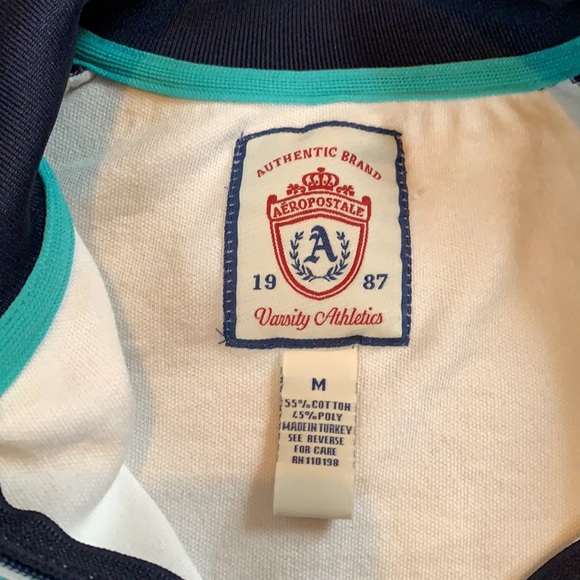 AUTHENTIC BRAND
AÉROPOSTALE
A
19 87
Varsity Athletics
M
55% COTTON
45% POLY
MADE IN TURKEY
SEE REVERSE
FOR CARE
RN 110198